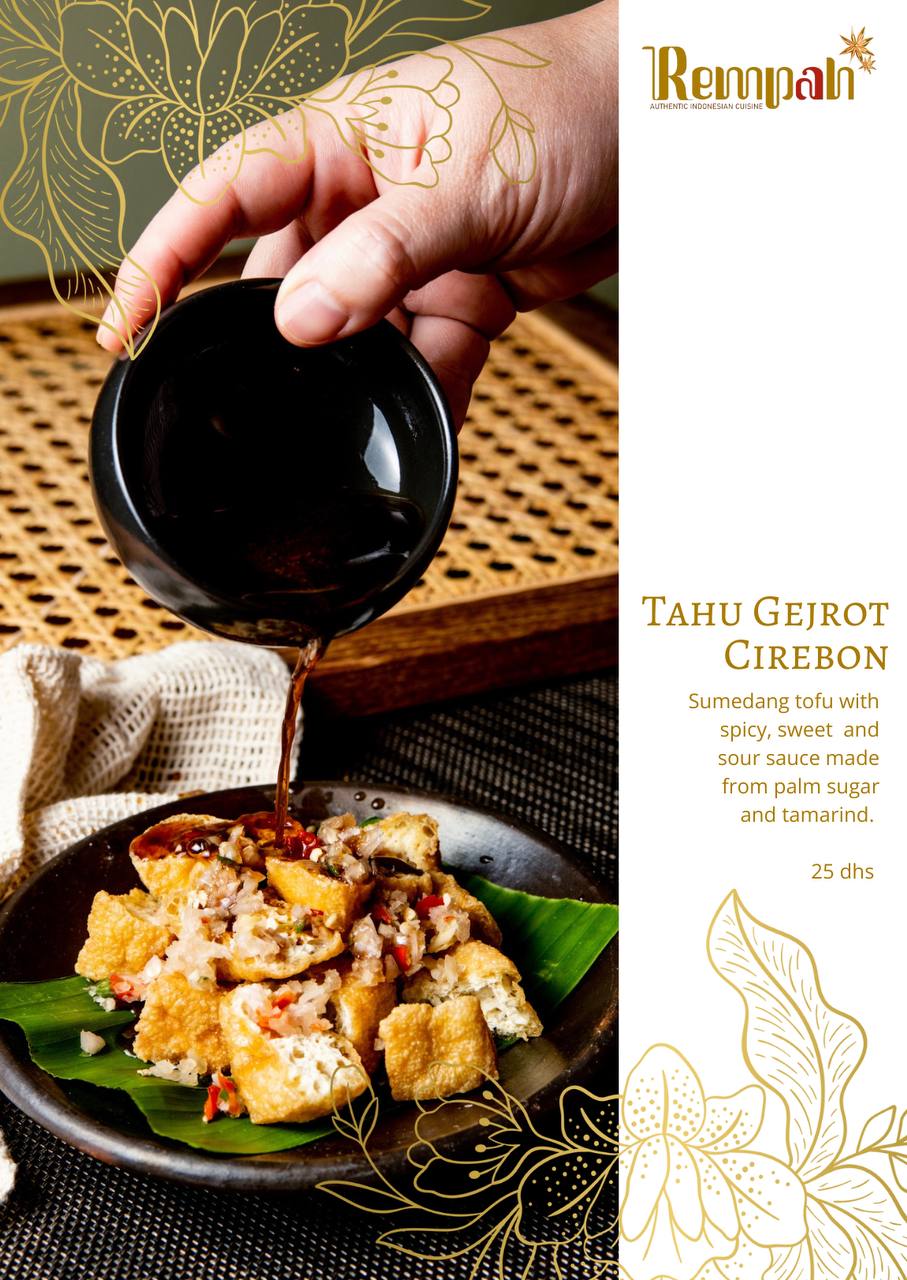 Rempah
AUTHENTIC INDONESIAN CUISINE
TAHU GEJROT
CIREBON
Sumedang tofu with
spicy, sweet and
sour sauce made
from palm sugar
and tamarind.
25 dhs